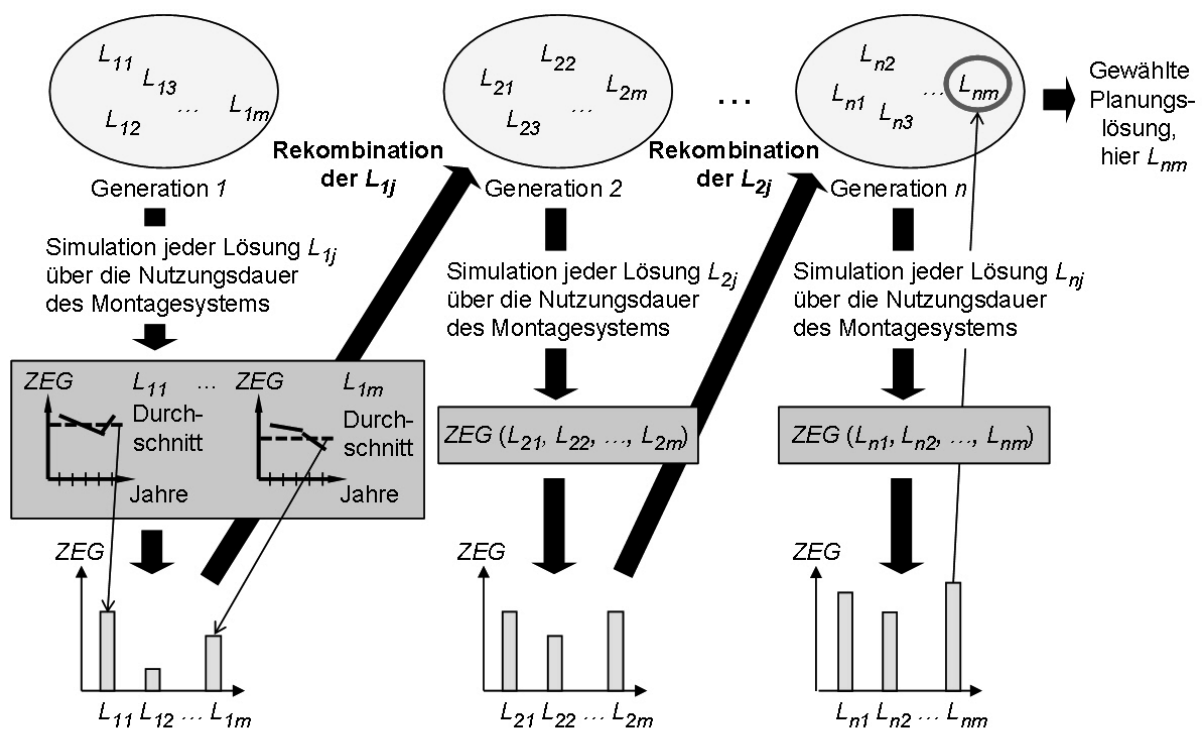 L11
L13
L12
...
L1m
Generation 1
Simulation jeder Lösung L1j
über die Nutzungsdauer
des Montagesystems
ZEG
L11
...
ZEG
L1m
Durch-
schnitt
Jahre
Durch-
schnitt
Jahre
ZEG
L11 L12 ... L1m
Rekombination
der L1j
L22
L21
L2m
...
L23
Generation 2
Simulation jeder Lösung L2j
über die Nutzungsdauer
des Montagesystems
ZEG (L21, L22, ..., L2m)
ZEG
L21 L22 ... L2m
...
Rekombination
der L2j
Ln2
Ln1
... Lnm
Ln3
Generation n
Simulation jeder Lösung Lnj
über die Nutzungsdauer
des Montagesystems
ZEG (Ln1, Ln2, ..., Lnm)
ZEG
Ln1 Ln2 ... Lnm
Gewählte
Planungs-
lösung,
hier Lnm